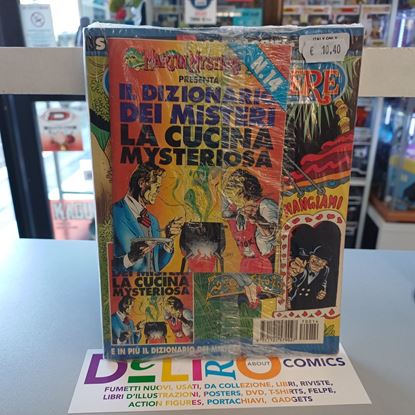 € 10,40
MARTIN MYSTÈRE
PRESENTA
N.14
IL DIZIONARIO
DEI MISTERI
LA CUCINA
MYSTERIOSA
MANGIAMI
DEI MISTERI
LA CUCINA
MYSTERIOSA
E IN PIÙ IL DIZIONARIO DEI
DELIRO
ABOUT
COMICS
FUMETTI NUOVI, USATI, DA COLLEZIONE, LIBRI, RIVISTE,
LIBRI D'ILLUSTRAZIONI, POSTERS, DVD, T-SHIRTS, FELPE,
ACTION FIGURES, PORTACHIAVI, GADGETS